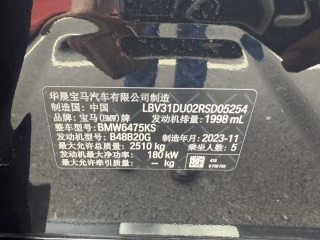 华晨宝马汽车有限公司制造
制造国: 中国 LBV31DU02RSD05254
品牌: 宝马(BMW)牌 发动机排量: 1998 mL
整车型号: BMW6475KS
发动机型号: B48B20G 制造年月: 2023-11
最大允许总质量: 2510 kg 乘坐人数: 5
发动机最大净功率: 180 kW
最大允许牵引质量: -- kg